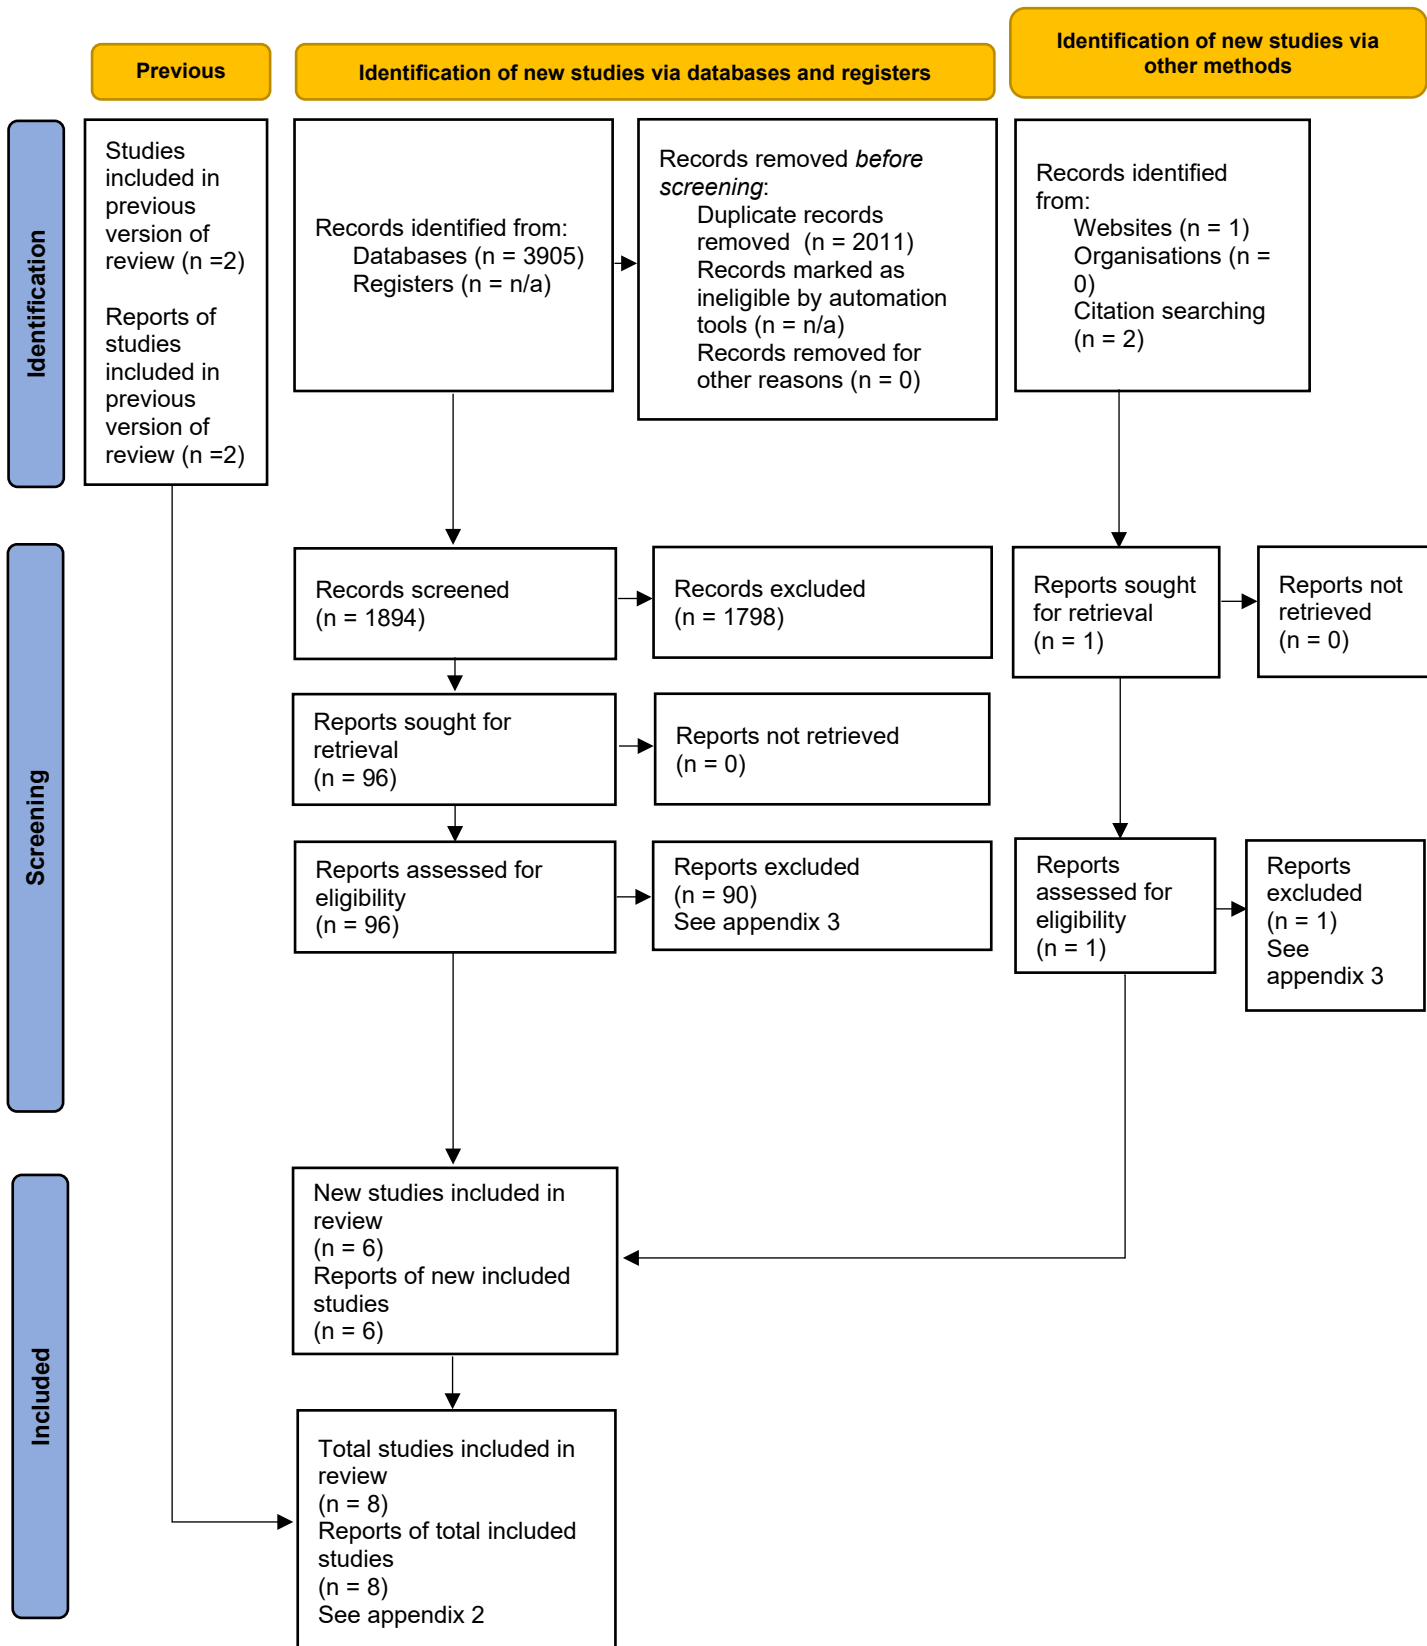 Previous
Identification of new studies via databases and registers
Identification of new studies via
other methods
Identification
Studies
included in
previous
version of
review (n =2)
Reports of
studies
included in
previous
version of
review (n =2)
Records identified from:
Databases (n = 3905)
Registers (n = n/a)
Records removed before
screening:
Duplicate records
removed  (n = 2011)
Records marked as
ineligible by automation
tools (n = n/a)
Records removed for
other reasons (n = 0)
Records identified
from:
Websites (n = 1)
Organisations (n =
0)
Citation searching
(n = 2)
Screening
Records screened
(n = 1894)
Records excluded
(n = 1798)
Reports sought
for retrieval
(n = 1)
Reports not
retrieved
(n = 0)
Reports sought for
retrieval
(n = 96)
Reports not retrieved
(n = 0)
Reports assessed for
eligibility
(n = 96)
Reports excluded
(n = 90)
See appendix 3
Reports
assessed for
eligibility
(n = 1)
Reports
excluded
(n = 1)
See
appendix 3
Included
New studies included in
review
(n = 6)
Reports of new included
studies
(n = 6)
Total studies included in
review
(n = 8)
Reports of total included
studies
(n = 8)
See appendix 2